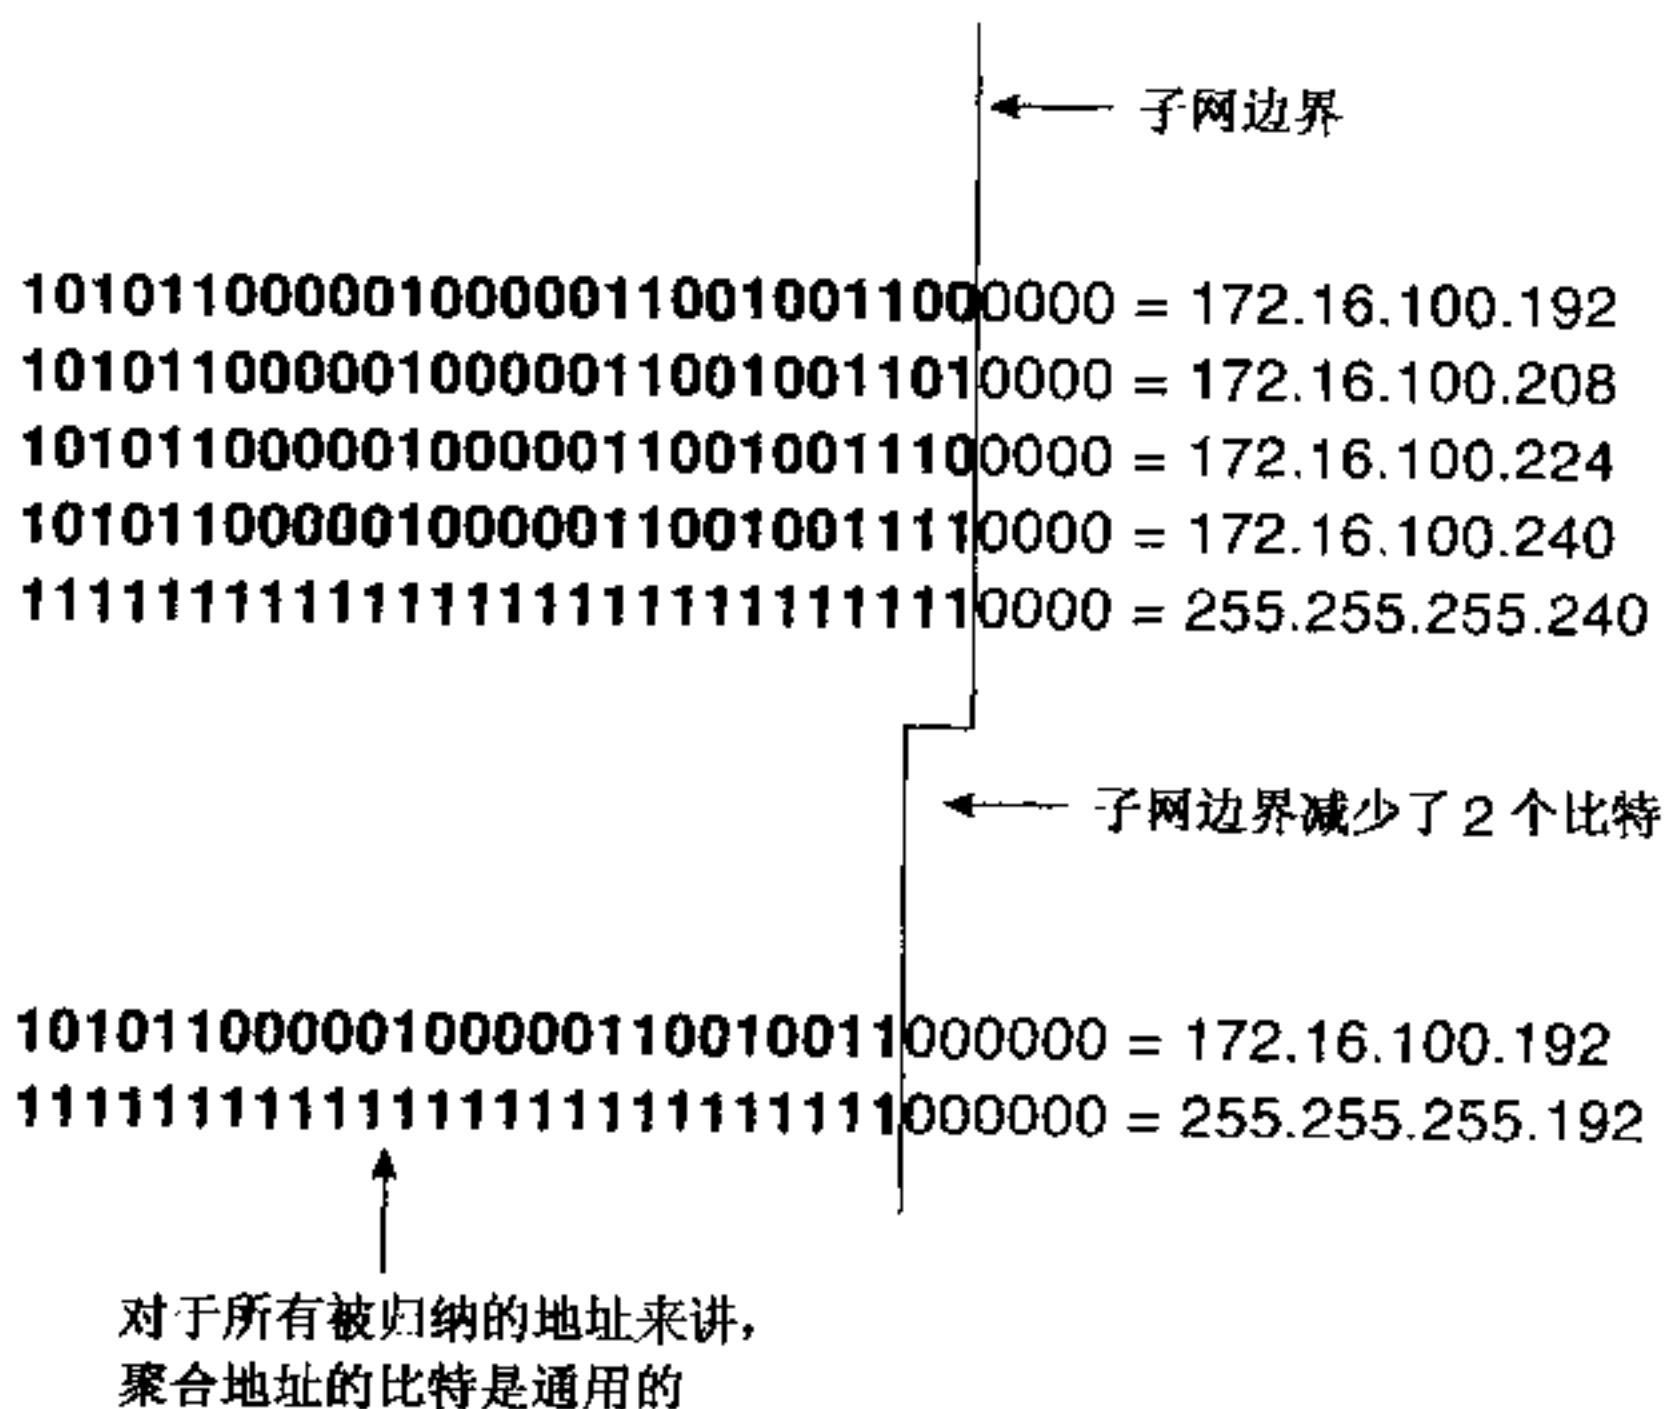 子网边界
10101100000100000110010011000000 = 172.16.100.192
10101100000100000110010011010000 = 172.16.100.208
10101100000100000110010011100000 = 172.16.100.224
10101100000100000110010011110000 = 172.16.100.240
11111111111111111111111111110000 = 255.255.255.240
子网边界减少了2个比特
10101100000100000110010011000000 = 172.16.100.192
11111111111111111111111111000000 = 255.255.255.192
对于所有被归纳的地址来讲,
聚合地址的比特是通用的